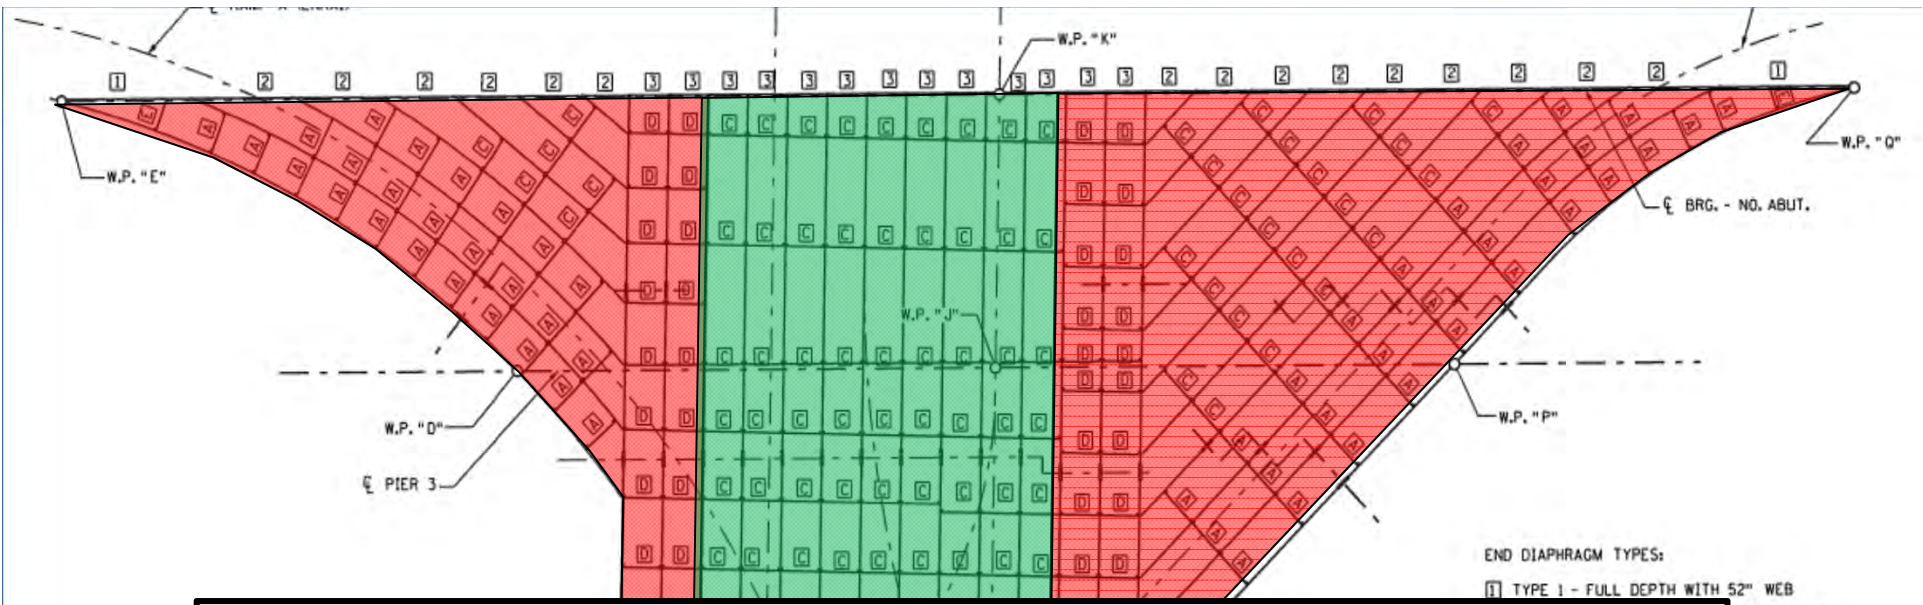 W.P. "K"
1 2 2 2 2 2 2 3 3 3 3 3 3 3 3 3 3 3 3 3 2 2 2 2 2 2 2 2 2 1
E A A A A C D D C C C C C C C C C D D C C C C C A A A E
W.P. "E"
W.P. "Q"
A A A A A C C C D D D D C C C C A A A
A A A A C C D D C C C C C C C C C D D C C C A A
℄ BRG. - NO. ABUT.
A A A A D D D D C C C C A
W.P. "J"
A A A D D C C C C C C C C C D D C C A A A
A A A D D C C C C C C C C C D D C C A A
W.P. "D"
W.P. "P"
D D C C C C C C C C C D D A A A
℄ PIER 3
D D C C C C C C C C C D D A A A
END DIAPHRAGM TYPES:
1 TYPE 1 - FULL DEPTH WITH 52" WEB